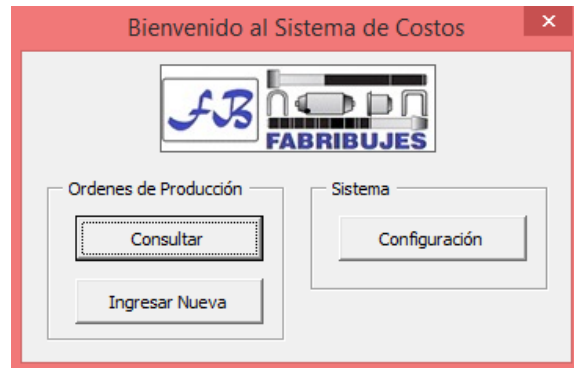 Bienvenido al Sistema de Costos
fB
FABRIBUJES
Ordenes de Producción
Consultar
Ingresar Nueva
Sistema
Configuración